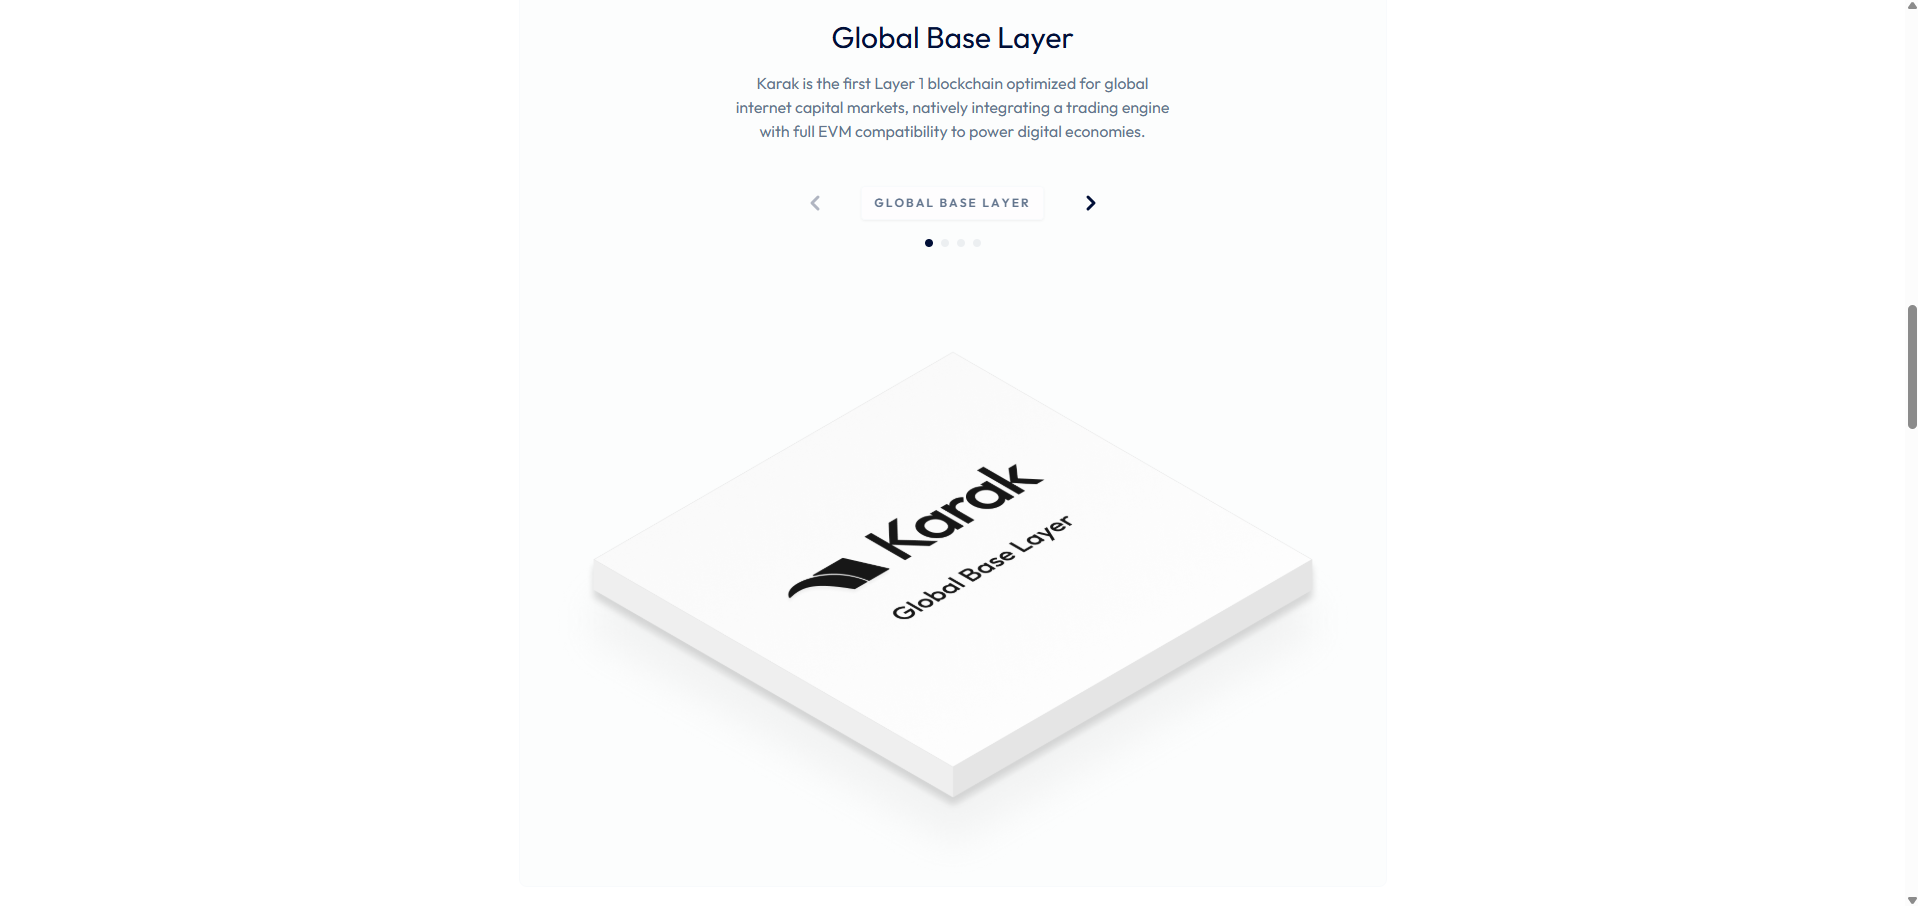 Global Base Layer
Karak is the first Layer 1 blockchain optimized for global
internet capital markets, natively integrating a trading engine
with full EVM compatibility to power digital economies.
GLOBAL BASE LAYER
Karak
Global Base Layer